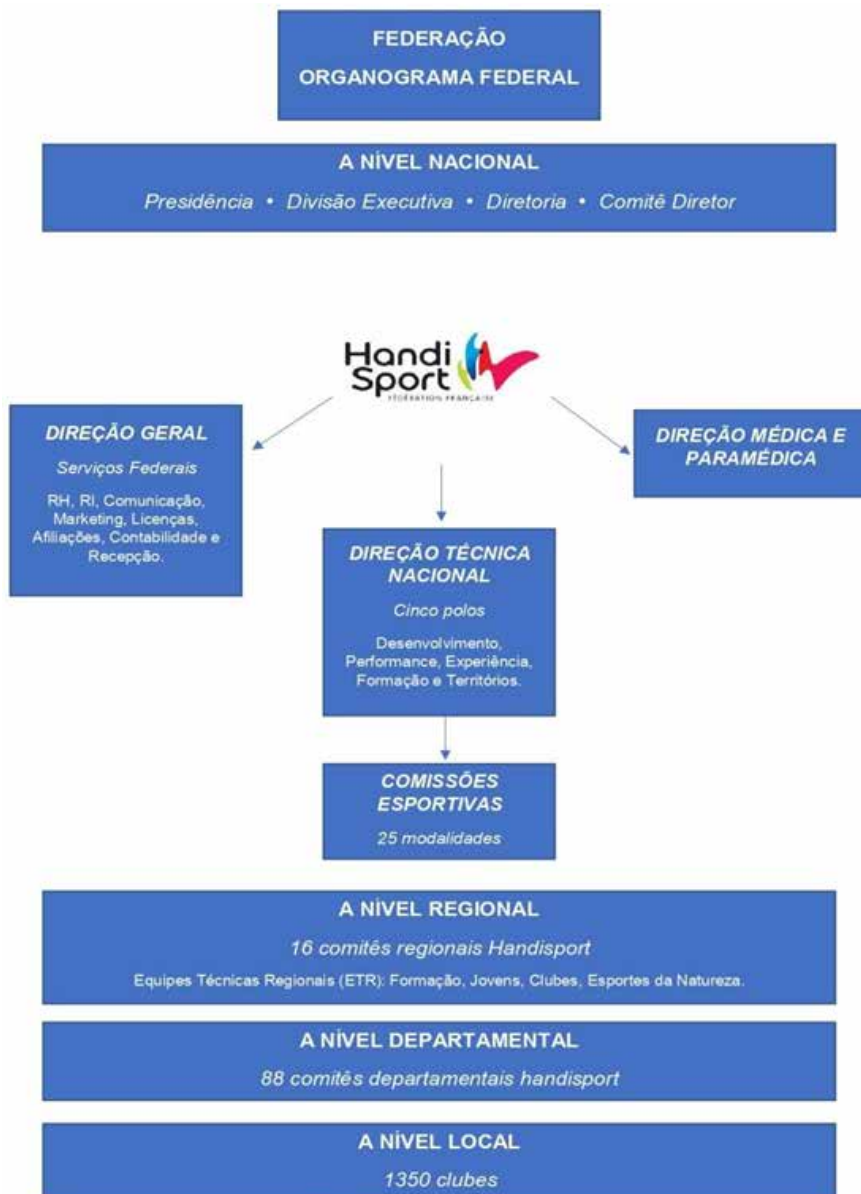 FEDERAÇÃO
ORGANOGRAMA FEDERAL
A NÍVEL NACIONAL
Presidência • Divisão Executiva • Diretoria • Comitê Diretor
Handi
Sport
FÉDÉRATION FRANÇAISE
DIREÇÃO GERAL
Serviços Federais
RH, RI, Comunicação,
Marketing, Licenças,
Afiliações, Contabilidade e
Recepção.
DIREÇÃO MÉDICA E
PARAMÉDICA
DIREÇÃO TÉCNICA
NACIONAL
Cinco polos
Desenvolvimento,
Performance, Experiência,
Formação e Territórios.
COMISSÕES
ESPORTIVAS
25 modalidades
A NÍVEL REGIONAL
16 comitês regionais Handisport
Equipes Técnicas Regionais (ETR): Formação, Jovens, Clubes, Esportes da Natureza.
A NÍVEL DEPARTAMENTAL
88 comitês departamentais handisport
A NÍVEL LOCAL
1350 clubes